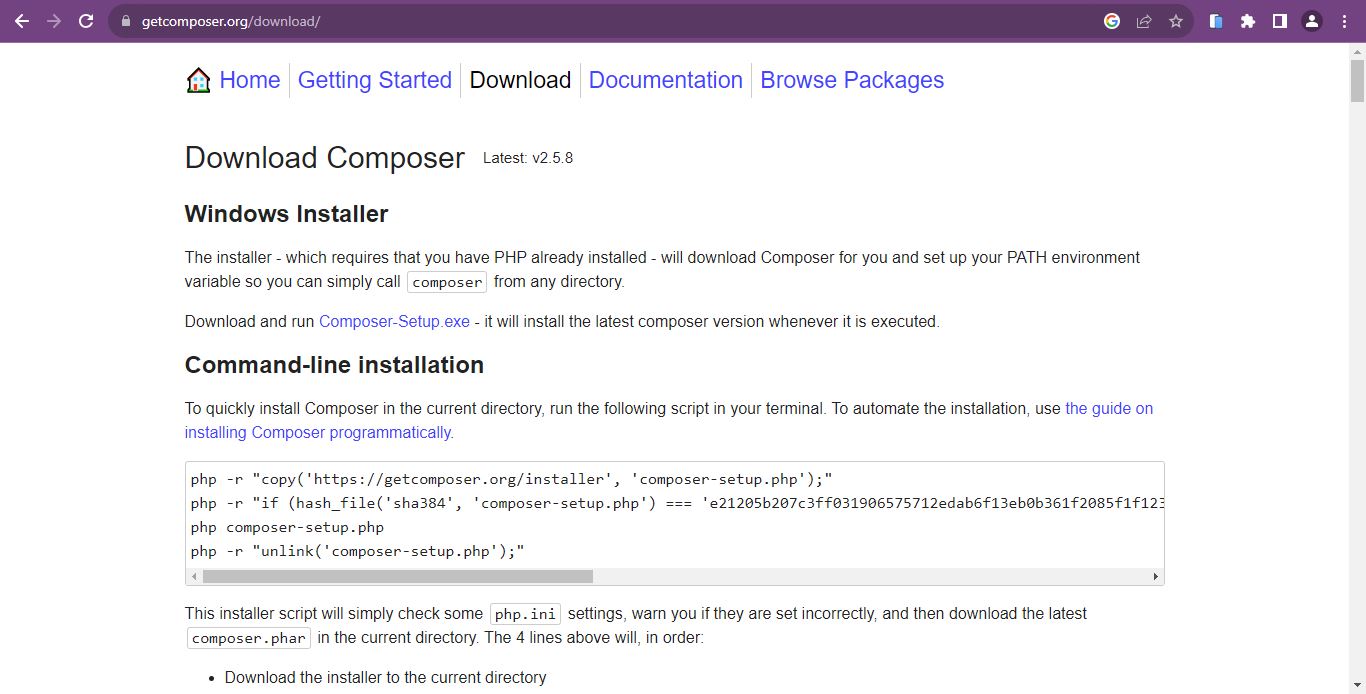 getcomposer.org/download/
Home Getting Started Download Documentation Browse Packages
Download Composer Latest: v2.5.8
Windows Installer
The installer - which requires that you have PHP already installed - will download Composer for you and set up your PATH environment
variable so you can simply call composer from any directory.
Download and run Composer-Setup.exe - it will install the latest composer version whenever it is executed.
Command-line installation
To quickly install Composer in the current directory, run the following script in your terminal. To automate the installation, use the guide on
installing Composer programmatically.
php -r "copy('https://getcomposer.org/installer', 'composer-setup.php');"
php -r "if (hash_file('sha384', 'composer-setup.php') === 'e21205b207c3ff031906575712edab6f13eb0b361f2085f1f123
php composer-setup.php
php -r "unlink('composer-setup.php');"
This installer script will simply check some php.ini settings, warn you if they are set incorrectly, and then download the latest
composer.phar in the current directory. The 4 lines above will, in order:
• Download the installer to the current directory